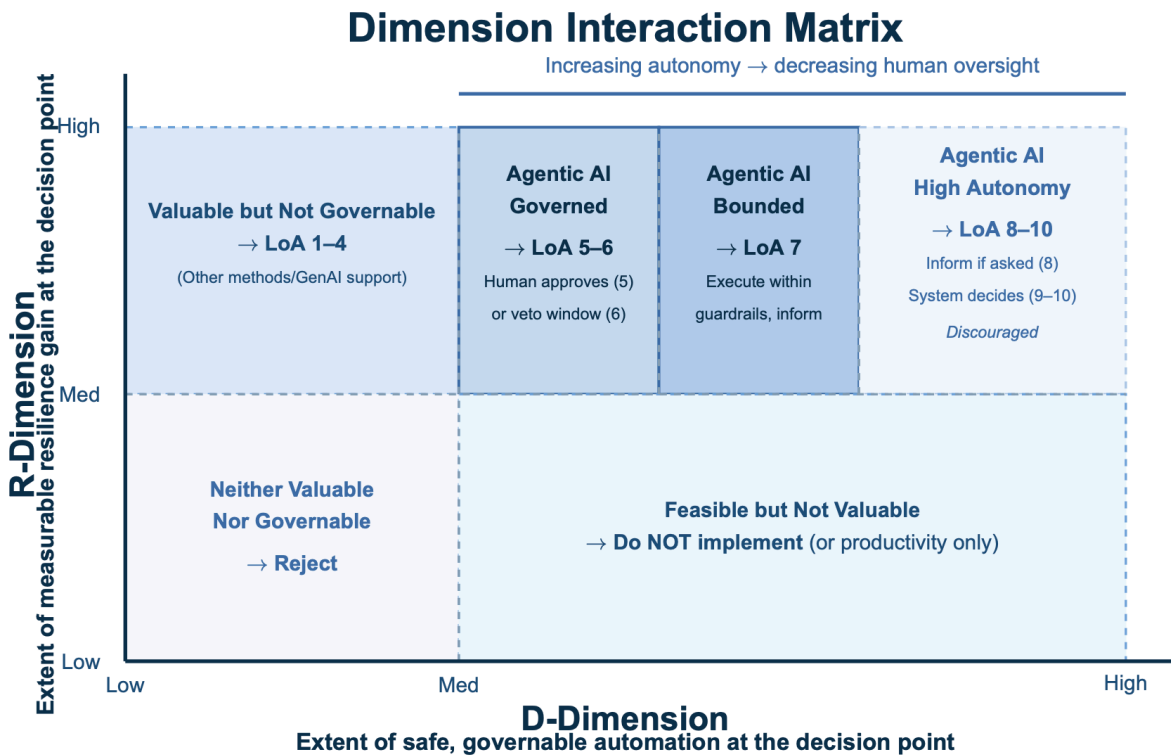 Dimension Interaction Matrix
Increasing autonomy → decreasing human oversight
R-Dimension
Extent of measurable resilience gain at the decision point
High
Med
Low
Valuable but Not Governable
→ LoA 1–4
(Other methods/GenAI support)
Agentic AI
Governed
→ LoA 5–6
Human approves (5)
or veto window (6)
Agentic AI
Bounded
→ LoA 7
Execute within
guardrails, inform
Agentic AI
High Autonomy
→ LoA 8–10
Inform if asked (8)
System decides (9–10)
Discouraged
Neither Valuable
Nor Governable
→ Reject
Feasible but Not Valuable
→ Do NOT implement (or productivity only)
Low
Med
High
D-Dimension
Extent of safe, governable automation at the decision point